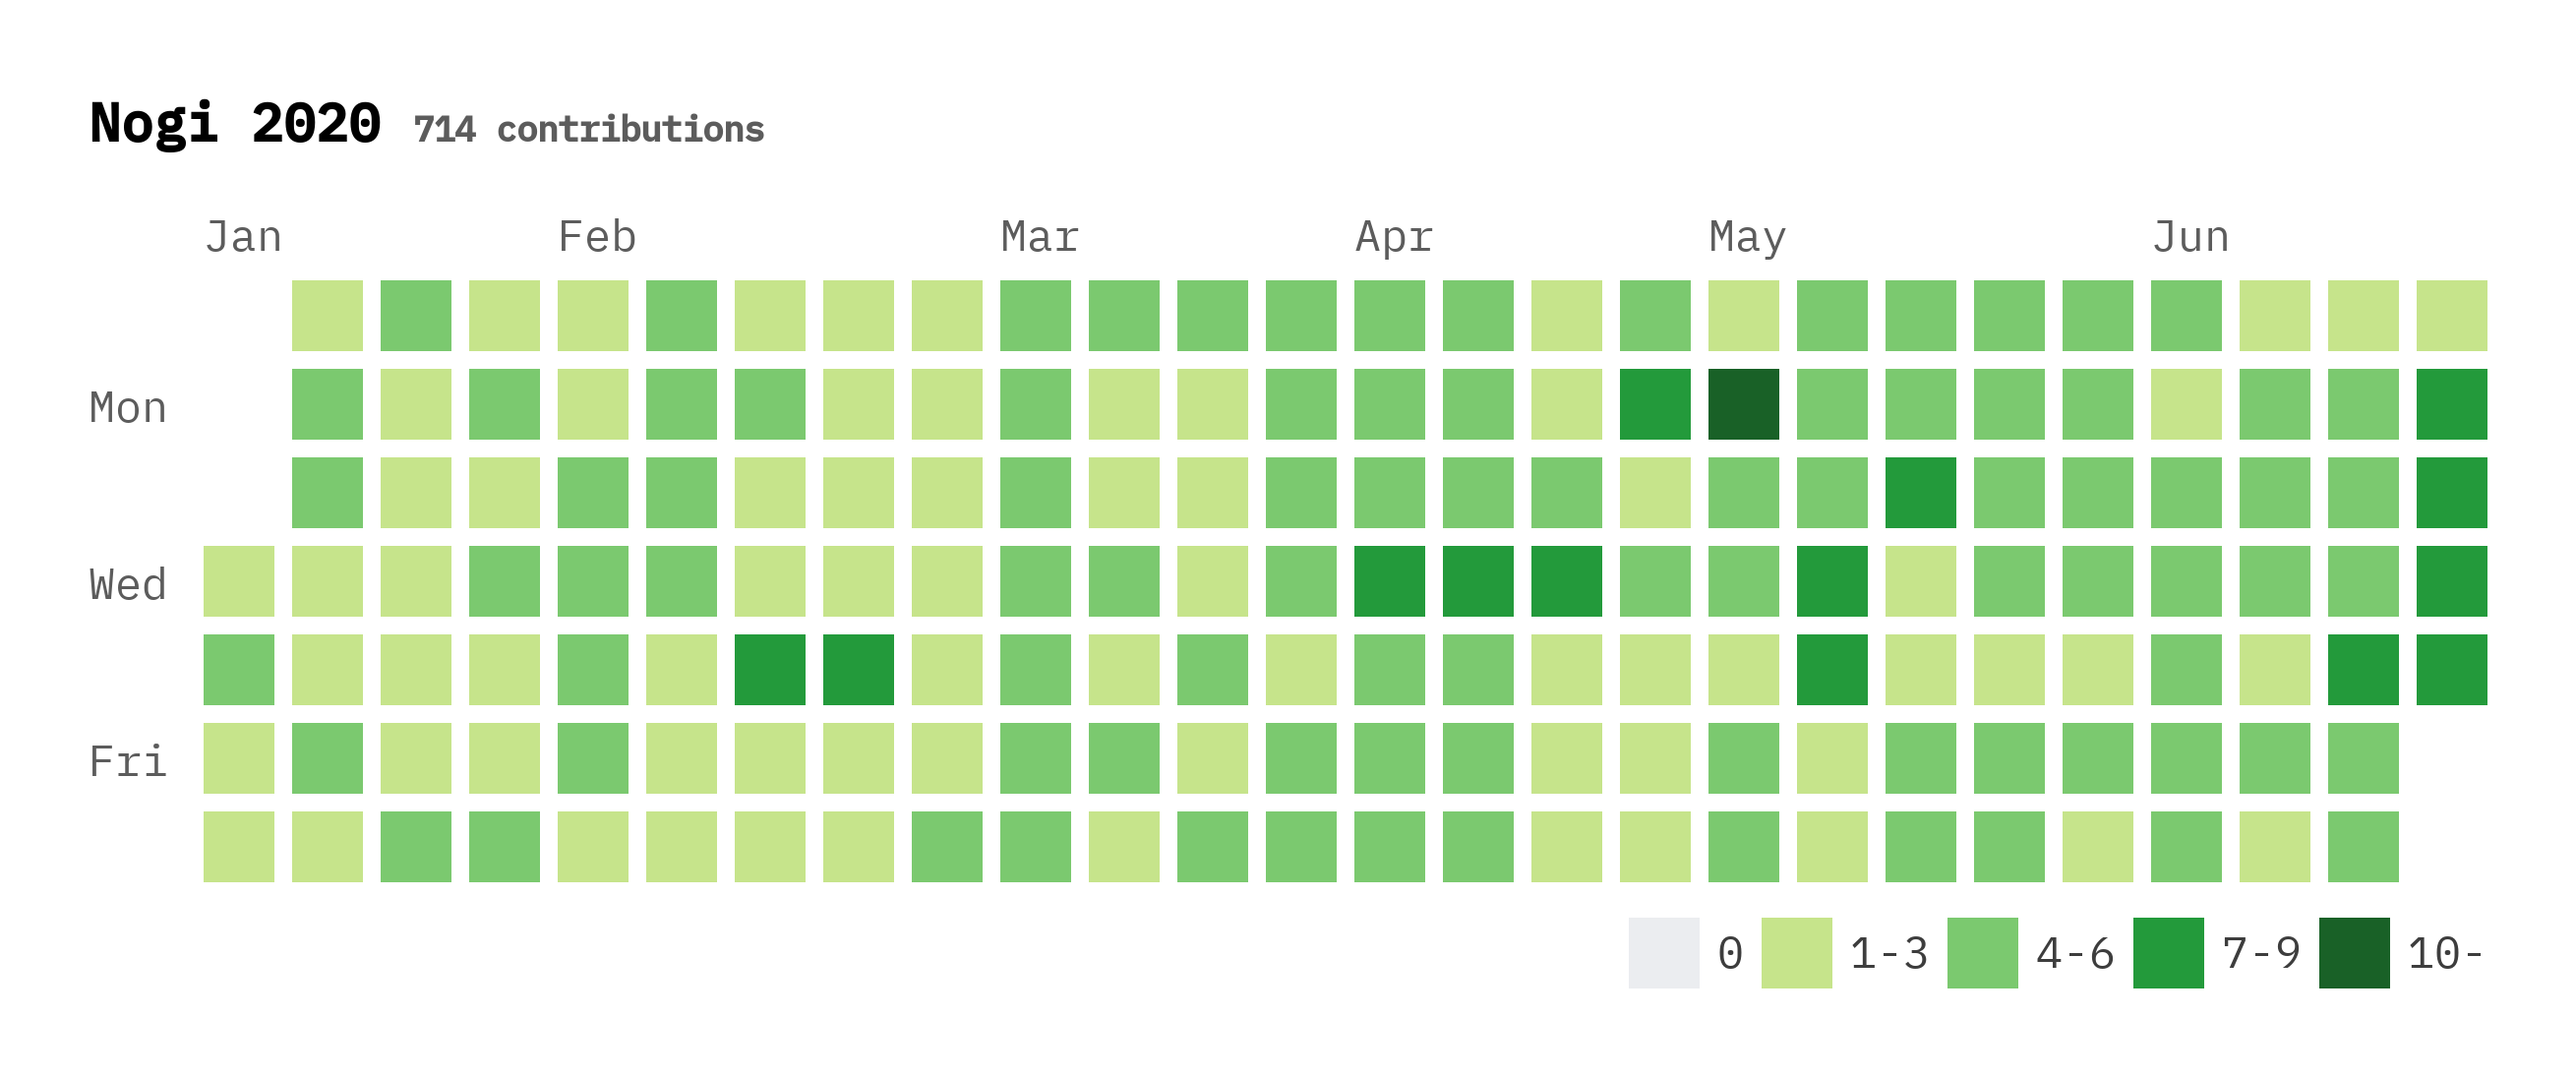 Nogi 2020 714 contributions
Jan Feb Mar Apr May Jun
Mon
Wed
Fri
0 1-3 4-6 7-9 10-